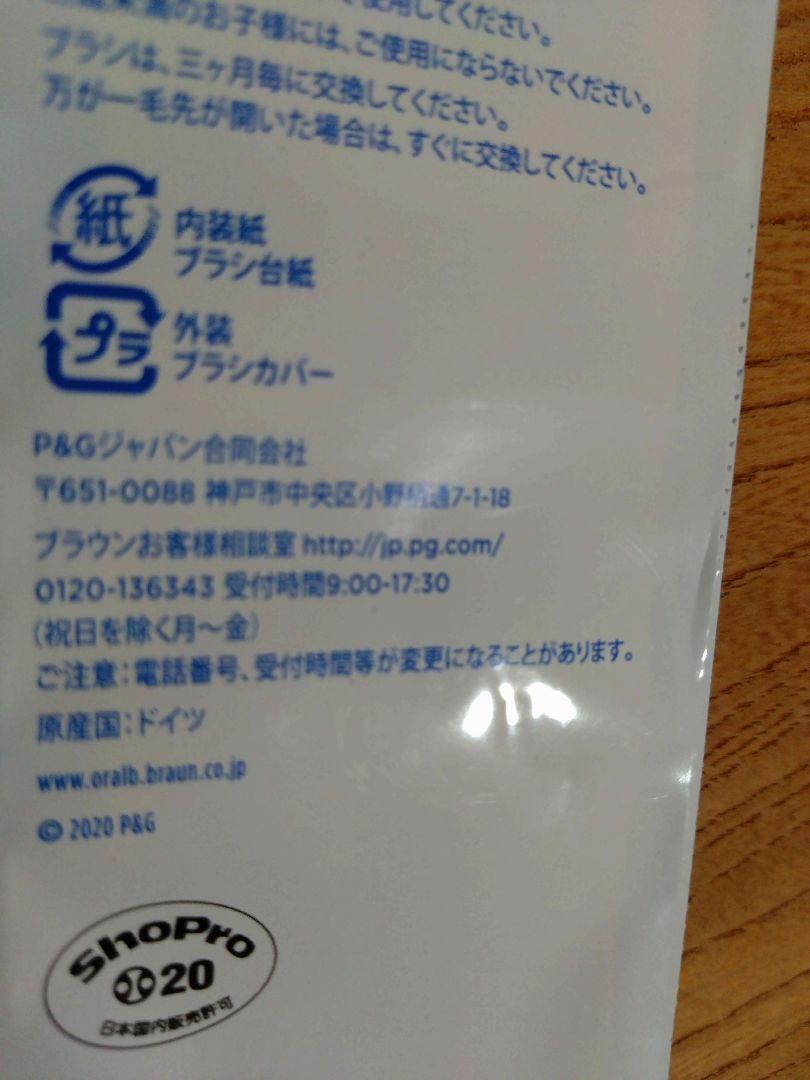 使用してください。
のお子様には、ご使用にならないでください。
ブラシは、三ヶ月毎に交換してください。
万が一毛先が開いた場合は、すぐに交換してください。
紙 内装紙
ブラシ台紙
プラ 外装
ブラシカバー
P&Gジャパン合同会社
〒651-0088 神戸市中央区小野柄通7-1-18
ブラウンお客様相談室 http://jp.pg.com/
0120-136343 受付時間9:00-17:30
(祝日を除く月～金)
ご注意:電話番号、受付時間等が変更になることがあります。
原産国:ドイツ
www.oralb.braun.co.jp
© 2020 P&G
ShoPro
20
日本国内販売許可